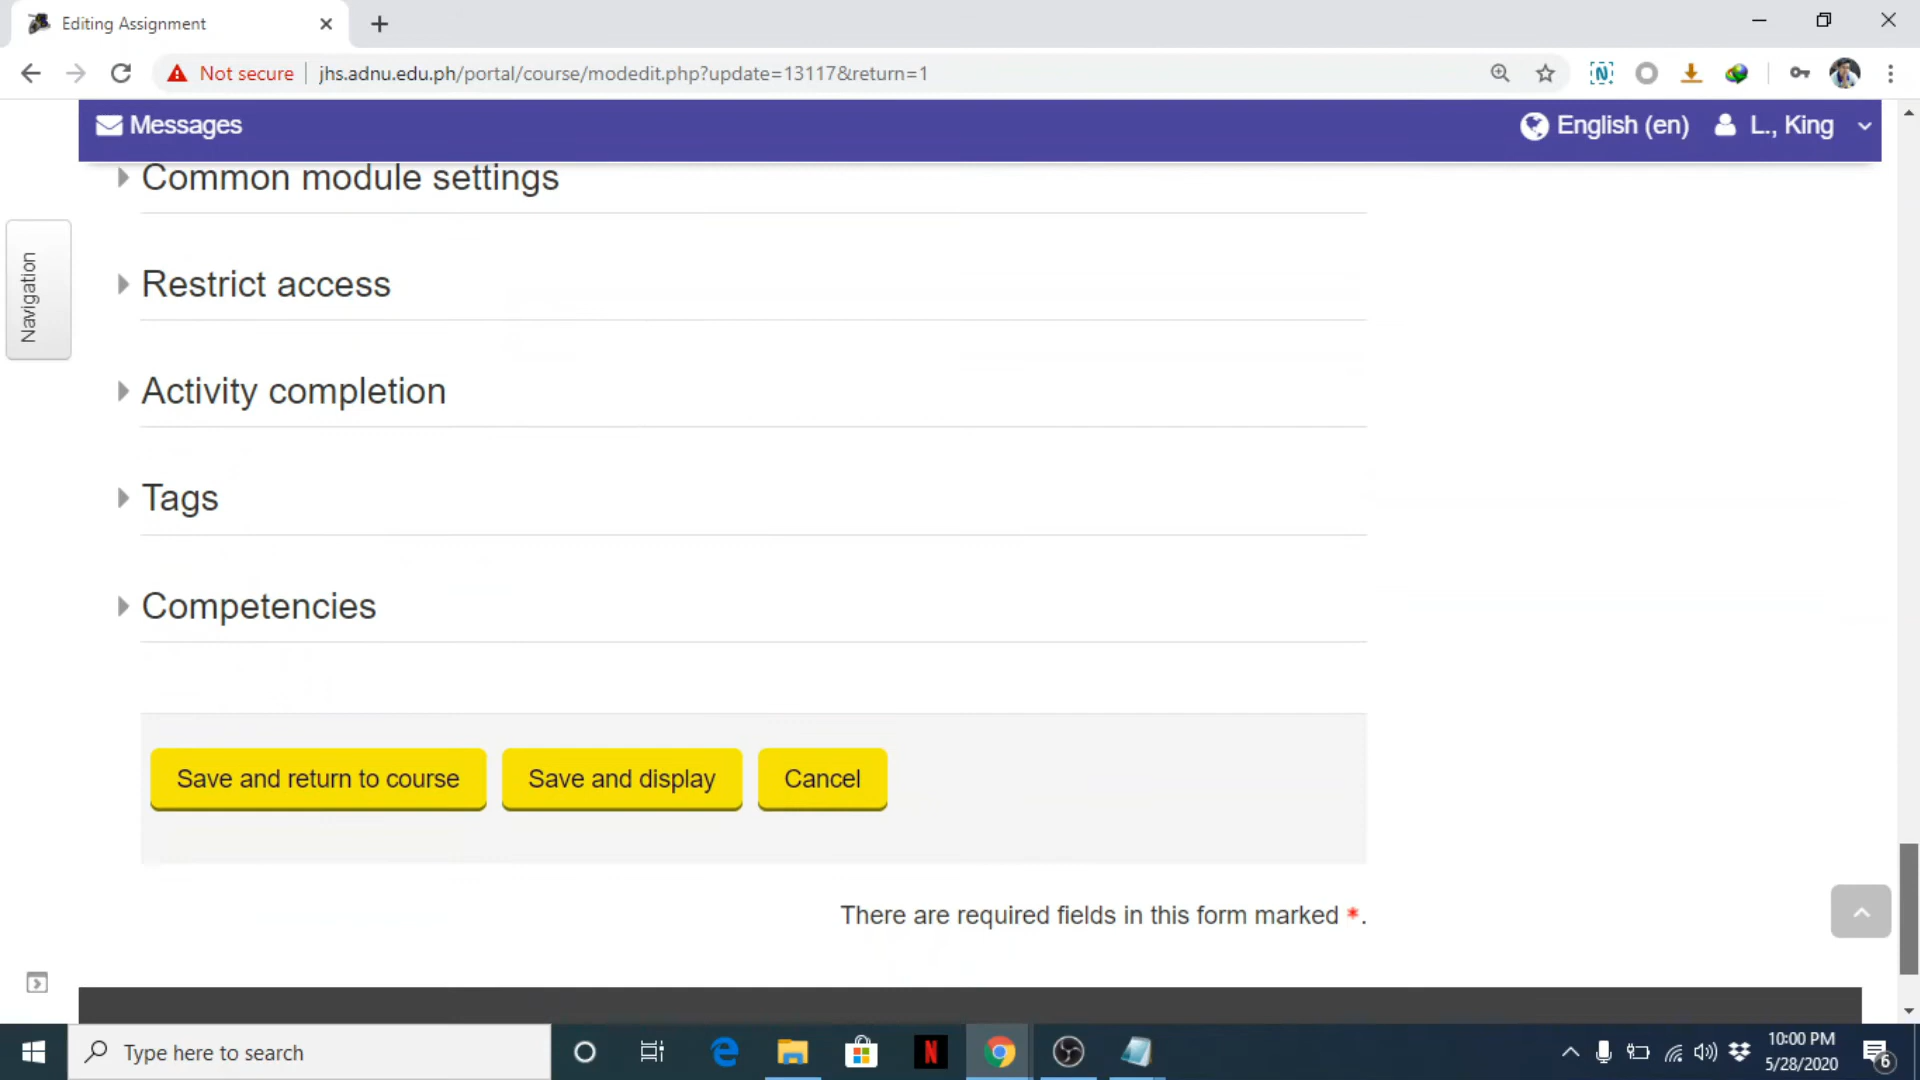 Editing Assignment
Not secure
jhs.adnu.edu.ph/portal/course/modedit.php?update=13117&return=1
Messages
English (en)
L., King
Navigation
Common module settings
Restrict access
Activity completion
Tags
Competencies
Save and return to course
Save and display
Cancel
There are required fields in this form marked *.
Type here to search
N
10:00 PM
5/28/2020
6